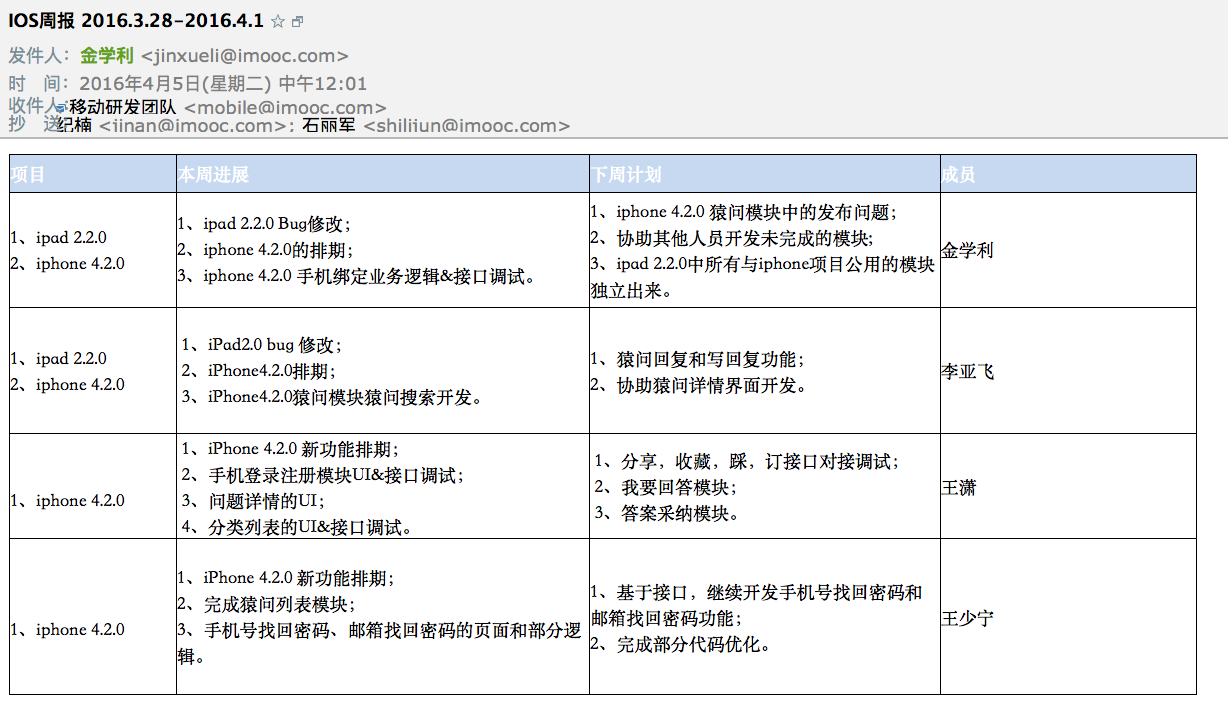 IOS周报 2016.3.28-2016.4.1
发件人：金学利 <jinxueli@imooc.com>
时　间：2016年4月5日(星期二) 中午12:01
收件人：移动研发团队 <mobile@imooc.com>
抄　送：纪楠 <jinan@imooc.com>; 石丽军 <shilijun@imooc.com>
项目
本周进展
下周计划
成员
1、ipad 2.2.0
2、iphone 4.2.0
1、ipad 2.2.0 Bug修改；
2、iphone 4.2.0的排期；
3、iphone 4.2.0 手机绑定业务逻辑&接口调试。
1、iphone 4.2.0 猿问模块中的发布问题；
2、协助其他人员开发未完成的模块;
3、ipad 2.2.0中所有与iphone项目公用的模块
独立出来。
金学利
1、ipad 2.2.0
2、iphone 4.2.0
1、iPad2.0 bug 修改；
2、iPhone4.2.0排期；
3、iPhone4.2.0猿问模块猿问搜索开发。
1、猿问回复和写回复功能；
2、协助猿问详情界面开发。
李亚飞
1、iphone 4.2.0
1、iPhone 4.2.0 新功能排期；
2、手机登录注册模块UI&接口调试；
3、问题详情的UI；
4、分类列表的UI&接口调试。
1、分享，收藏，踩，订接口对接调试；
2、我要回答模块；
3、答案采纳模块。
王潇
1、iphone 4.2.0
1、iPhone 4.2.0 新功能排期；
2、完成猿问列表模块；
3、手机号找回密码、邮箱找回密码的页面和部分逻
辑。
1、基于接口，继续开发手机号找回密码和
邮箱找回密码功能；
2、完成部分代码优化。
王少宁